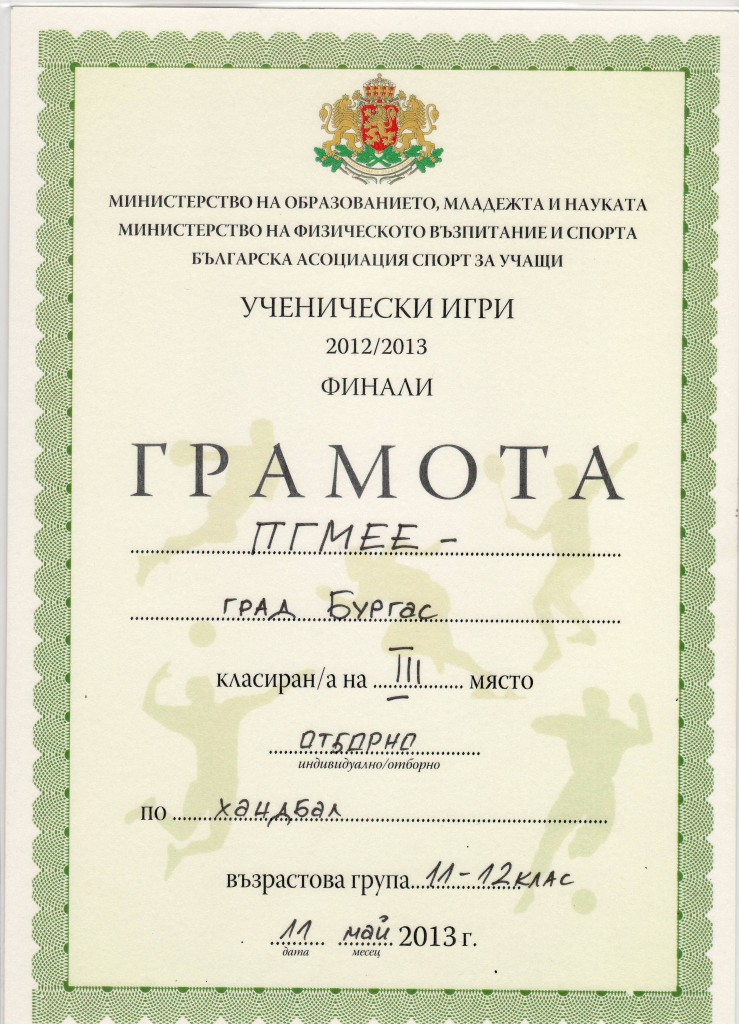 МИНИСТЕРСТВО НА ОБРАЗОВАНИЕТО, МЛАДЕЖТА И НАУКАТА
МИНИСТЕРСТВО НА ФИЗИЧЕСКОТО ВЪЗПИТАНИЕ И СПОРТА
БЪЛГАРСКА АСОЦИАЦИЯ СПОРТ ЗА УЧАЩИ
УЧЕНИЧЕСКИ ИГРИ
2012/2013
ФИНАЛИ
ГРАМОТА
ПГМЕЕ -
град Бургас
класиран/а на III място
отборно
индивидуално/отборно
по хандбал
възрастова група 11-12 клас
11 май 2013 г.
дата месец